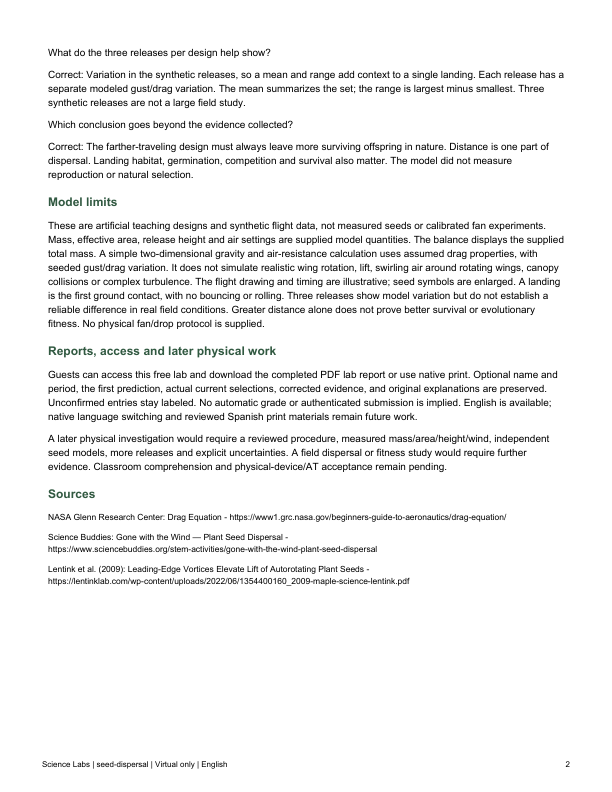 What do the three releases per design help show?
Correct: Variation in the synthetic releases, so a mean and range add context to a single landing. Each release has a
separate modeled gust/drag variation. The mean summarizes the set; the range is largest minus smallest. Three
synthetic releases are not a large field study.
Which conclusion goes beyond the evidence collected?
Correct: The farther-traveling design must always leave more surviving offspring in nature. Distance is one part of
dispersal. Landing habitat, germination, competition and survival also matter. The model did not measure
reproduction or natural selection.
Model limits
These are artificial teaching designs and synthetic flight data, not measured seeds or calibrated fan experiments.
Mass, effective area, release height and air settings are supplied model quantities. The balance displays the supplied
total mass. A simple two-dimensional gravity and air-resistance calculation uses assumed drag properties, with
seeded gust/drag variation. It does not simulate realistic wing rotation, lift, swirling air around rotating wings, canopy
collisions or complex turbulence. The flight drawing and timing are illustrative; seed symbols are enlarged. A landing
is the first ground contact, with no bouncing or rolling. Three releases show model variation but do not establish a
reliable difference in real field conditions. Greater distance alone does not prove better survival or evolutionary
fitness. No physical fan/drop protocol is supplied.
Reports, access and later physical work
Guests can access this free lab and download the completed PDF lab report or use native print. Optional name and
period, the first prediction, actual current selections, corrected evidence, and original explanations are preserved.
Unconfirmed entries stay labeled. No automatic grade or authenticated submission is implied. English is available;
native language switching and reviewed Spanish print materials remain future work.
A later physical investigation would require a reviewed procedure, measured mass/area/height/wind, independent
seed models, more releases and explicit uncertainties. A field dispersal or fitness study would require further
evidence. Classroom comprehension and physical-device/AT acceptance remain pending.
Sources
NASA Glenn Research Center: Drag Equation - https://www1.grc.nasa.gov/beginners-guide-to-aeronautics/drag-equation/
Science Buddies: Gone with the Wind — Plant Seed Dispersal -
https://www.sciencebuddies.org/stem-activities/gone-with-the-wind-plant-seed-dispersal
Lentink et al. (2009): Leading-Edge Vortices Elevate Lift of Autorotating Plant Seeds -
https://lentinklab.com/wp-content/uploads/2022/06/1354400160_2009-maple-science-lentink.pdf
Science Labs | seed-dispersal | Virtual only | English
2